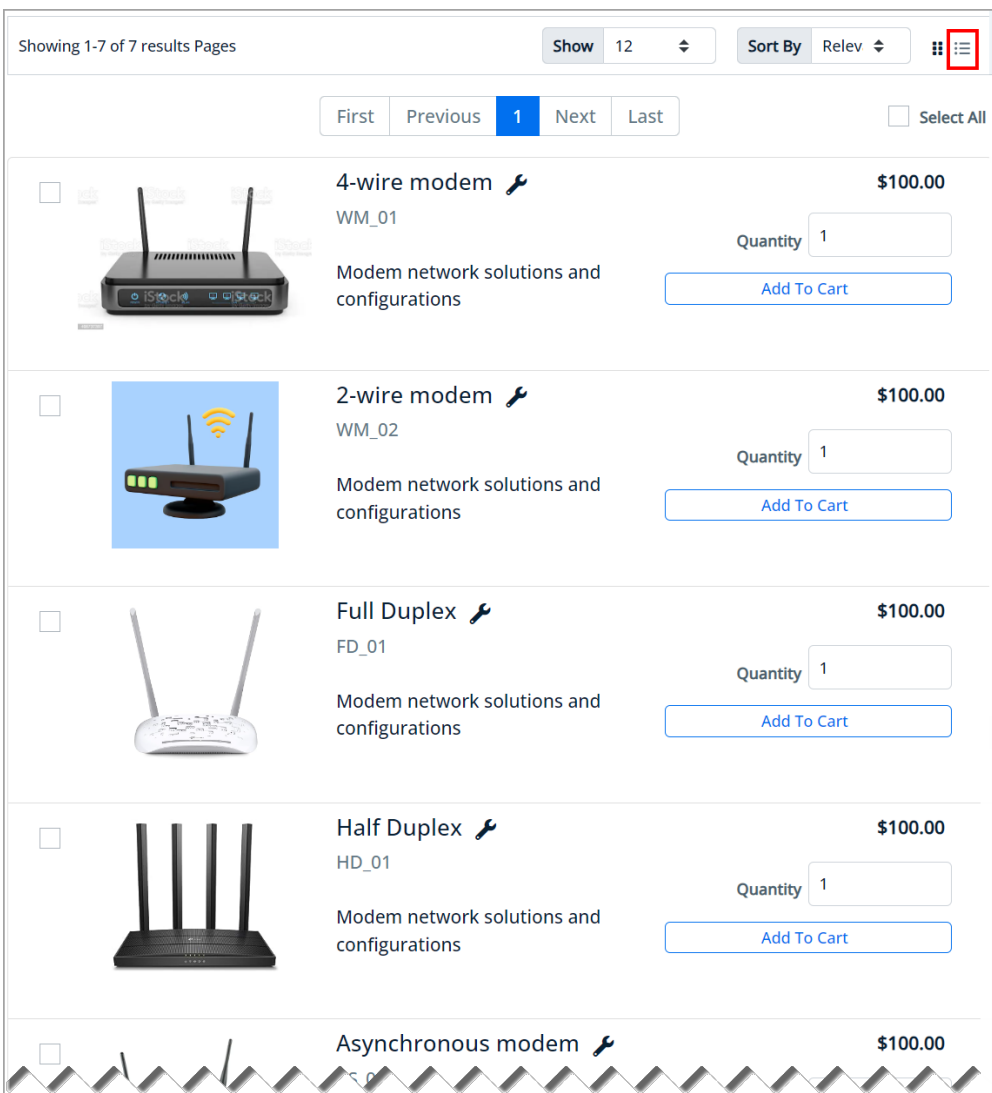 Showing 1-7 of 7 results Pages
Show 12
Sort By Relev
First Previous 1 Next Last
Select All
4-wire modem
$100.00
WM_01
Quantity 1
Modem network solutions and
configurations
Add To Cart
iStock
iStock
2-wire modem
$100.00
WM_02
Quantity 1
Modem network solutions and
configurations
Add To Cart
Full Duplex
$100.00
FD_01
Quantity 1
Modem network solutions and
configurations
Add To Cart
Half Duplex
$100.00
HD_01
Quantity 1
Modem network solutions and
configurations
Add To Cart
Asynchronous modem
$100.00